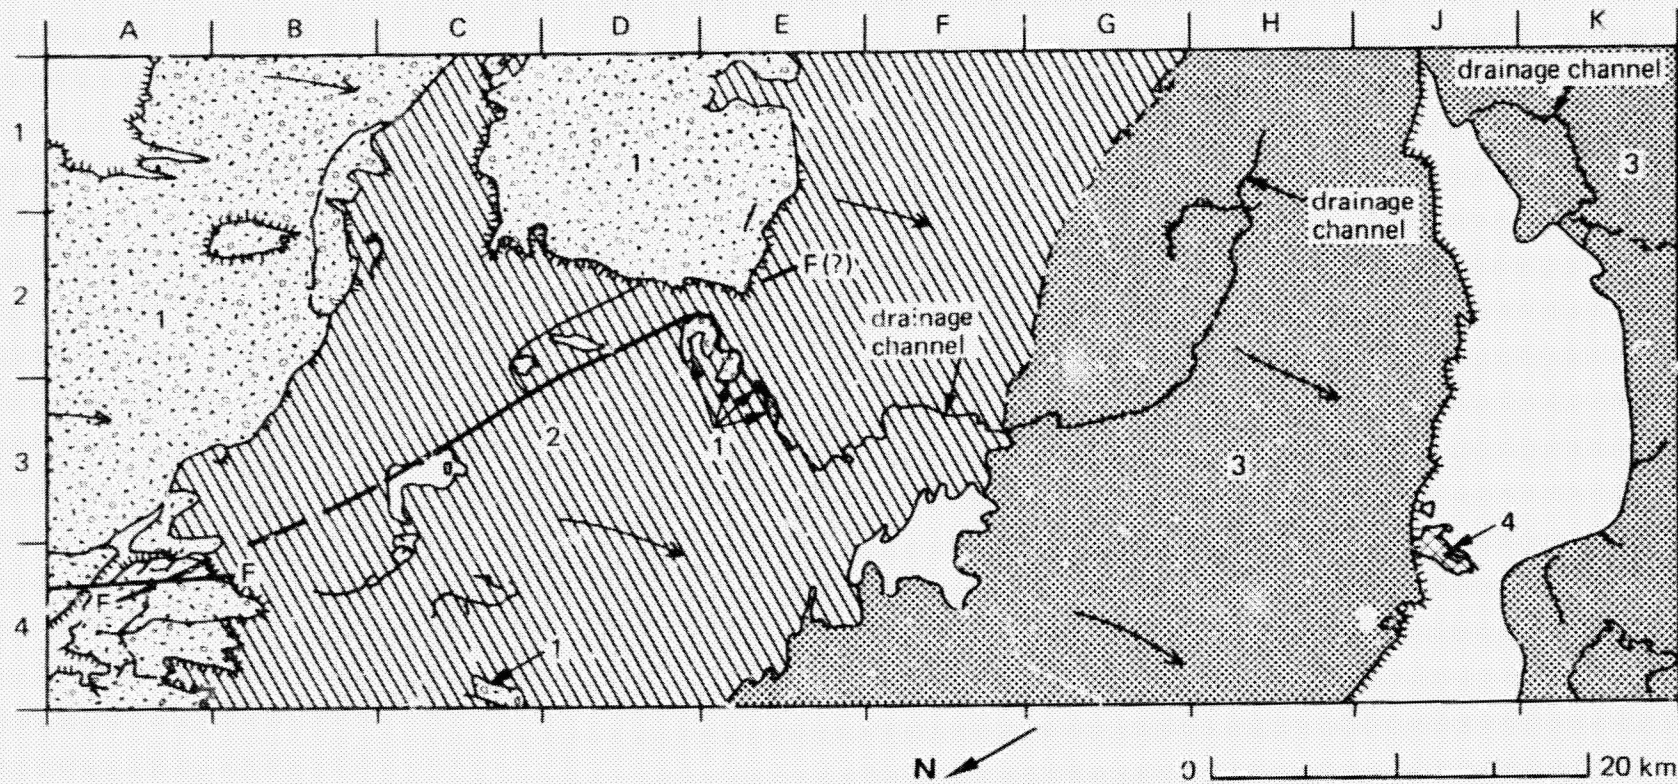 A B C D E F G H J K
drainage channel
1
1
3
drainage
channel
2
F (?)
1
drainage
channel
3
2
1
3
4
F
F
4
1
N
0 20 km